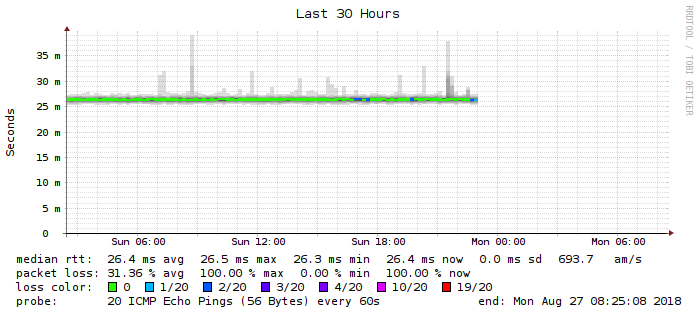 Last 30 Hours
RRDTOOL / TOBI OETIKER
Seconds
35 m
30 m
25 m
20 m
15 m
10 m
5 m
0
Sun 06:00 Sun 12:00 Sun 18:00 Mon 00:00 Mon 06:00
median rtt: 26.4 ms avg 26.5 ms max 26.3 ms min 26.4 ms now 0.0 ms sd 693.7 am/s
packet loss: 31.36 % avg 100.00 % max 0.00 % min 100.00 % now
loss color: 0 1/20 2/20 3/20 4/20 10/20 19/20
probe: 20 ICMP Echo Pings (56 Bytes) every 60s end: Mon Aug 27 08:25:08 2018